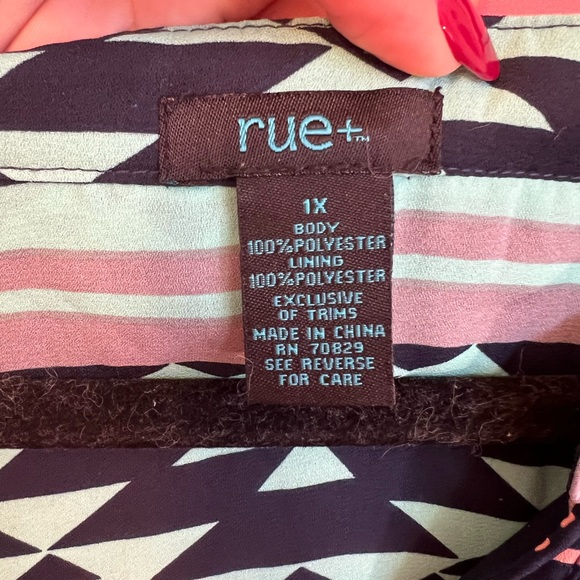 rue+™
1X
BODY
100%POLYESTER
LINING
100%POLYESTER
EXCLUSIVE
OF TRIMS
MADE IN CHINA
RN 70829
SEE REVERSE
FOR CARE